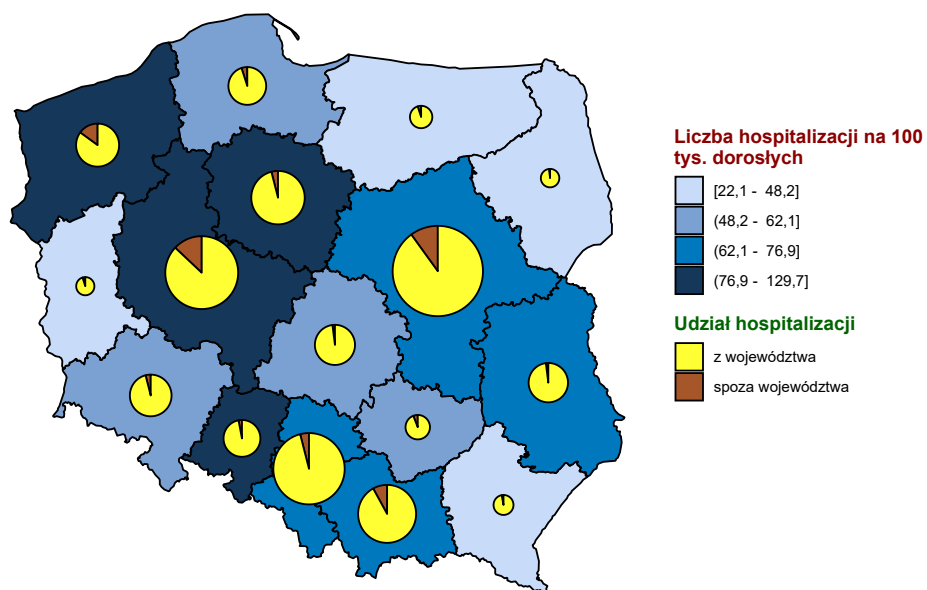 Liczba hospitalizacji na 100
tys. dorosłych
[22,1 - 48,2]
(48,2 - 62,1]
(62,1 - 76,9]
(76,9 - 129,7]
Udział hospitalizacji
z województwa
spoza województwa